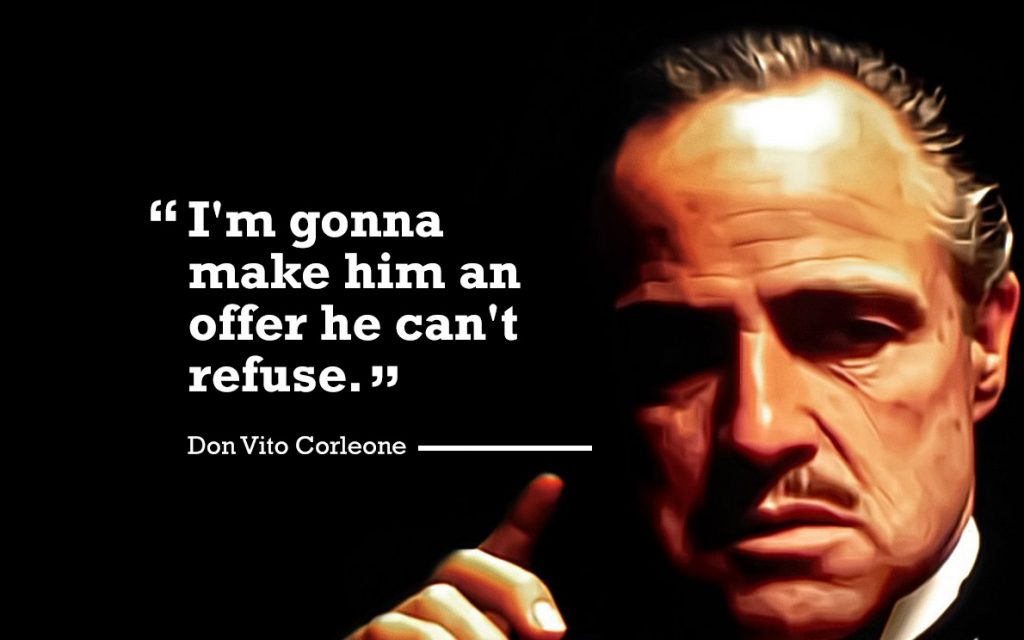 “ I'm gonna
make him an
offer he can't
refuse. ”
Don Vito Corleone